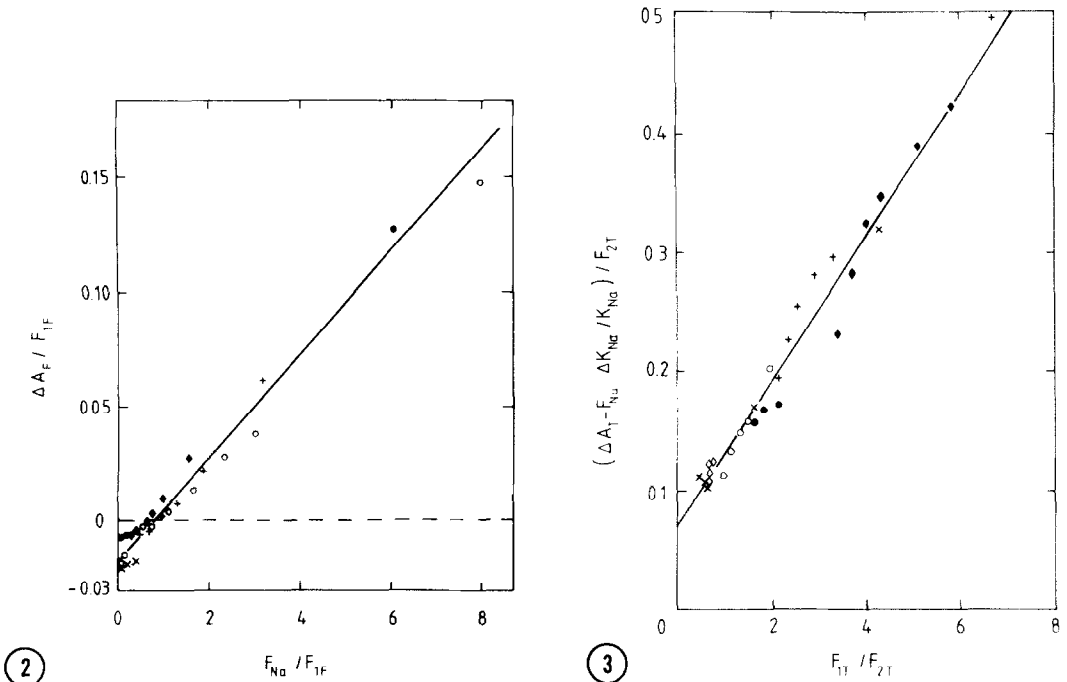 0.15
0.10
0.05
0
-0.03
ΔA_F / F_1F
0 2 4 6 8
F_Na / F_1F
2
0.5
0.4
0.3
0.2
0.1
0
(ΔA_T - F_Na ΔK_Na / K_Na) / F_2T
0 2 4 6 8
F_1T / F_2T
3